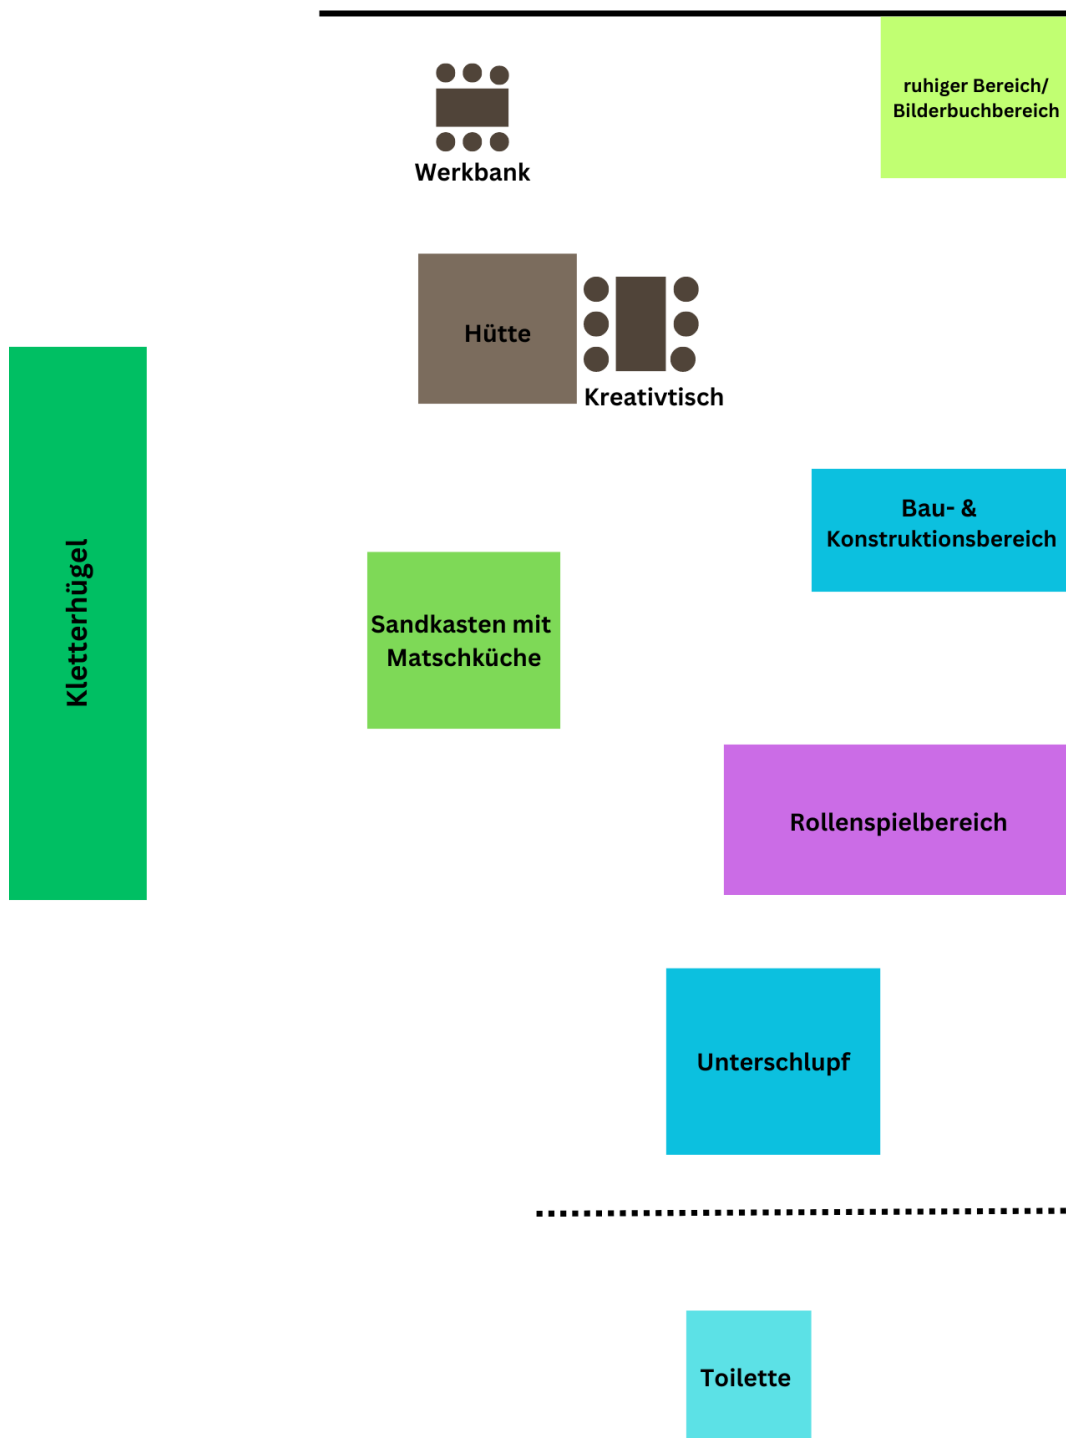 ruhiger Bereich/
Bilderbuchbereich
Werkbank
Hütte
Kreativtisch
Bau- &
Konstruktionsbereich
Kletterhügel
Sandkasten mit
Matschküche
Rollenspielbereich
Unterschlupf
Toilette